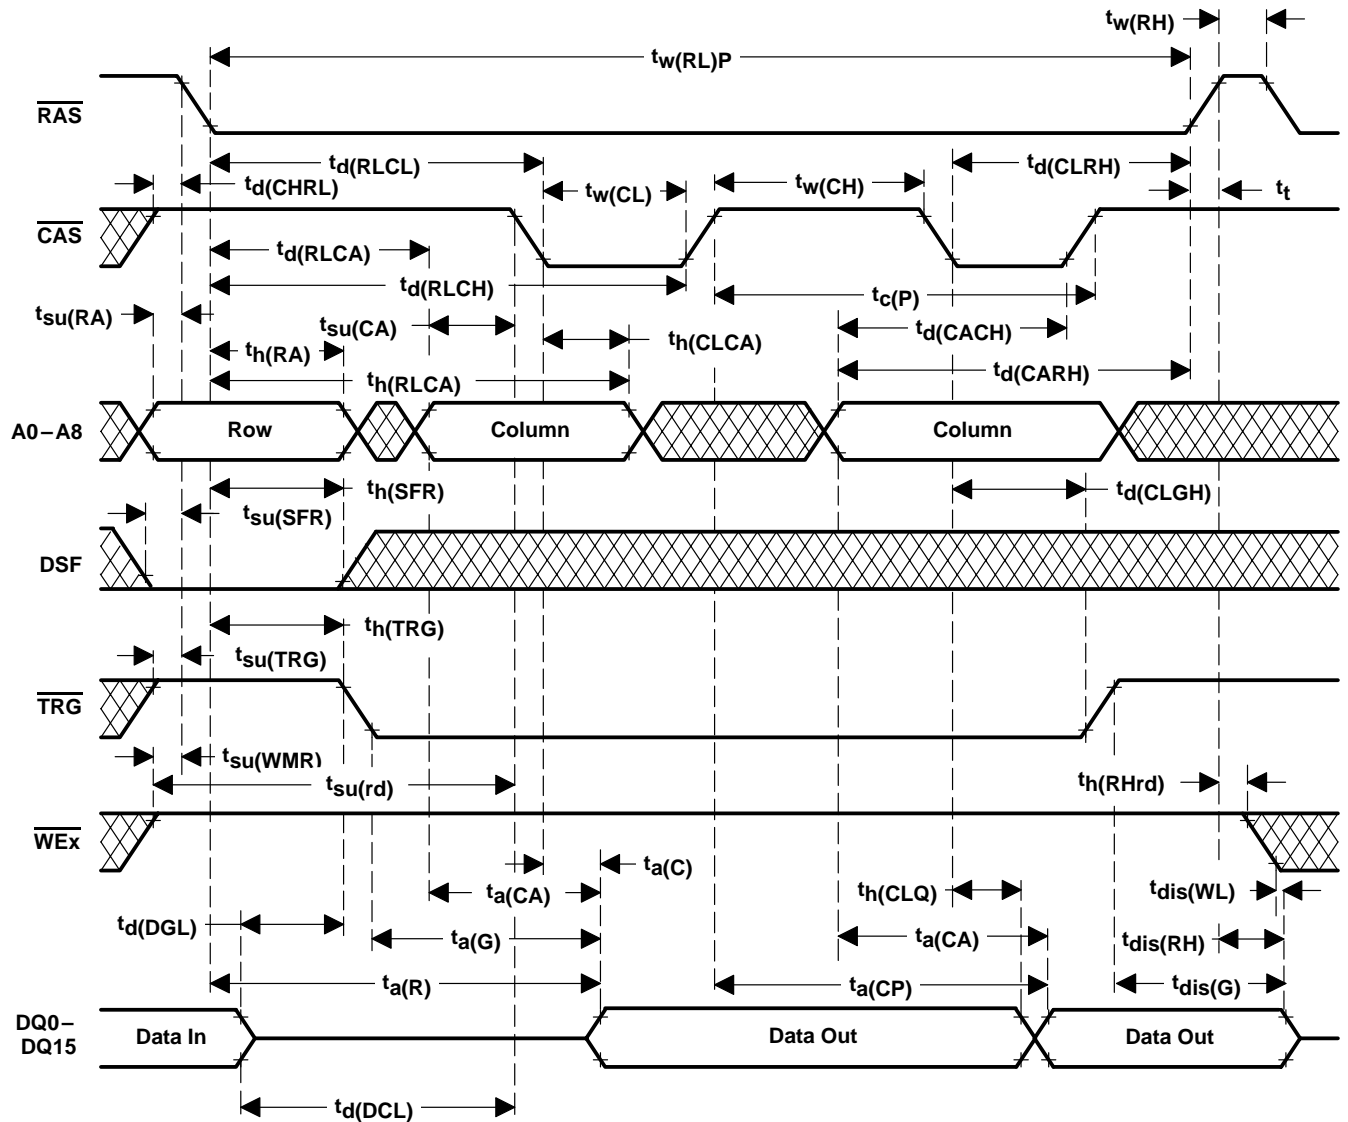 tw(RH)
tw(RL)P
RAS
td(RLCL)
td(CLRH)
td(CHRL)
tw(CL)
tw(CH)
tt
CAS
td(RLCA)
td(RLCH)
tc(P)
tsu(RA)
tsu(CA)
td(CACH)
th(RA)
th(CLCA)
th(RLCA)
td(CARH)
A0–A8
Row
Column
Column
th(SFR)
td(CLGH)
tsu(SFR)
DSF
th(TRG)
tsu(TRG)
TRG
tsu(WMR)
tsu(rd)
th(RHrd)
WEx
ta(C)
ta(CA)
th(CLQ)
tdis(WL)
td(DGL)
ta(G)
ta(CA)
tdis(RH)
ta(R)
ta(CP)
tdis(G)
DQ0–
DQ15
Data In
Data Out
Data Out
td(DCL)